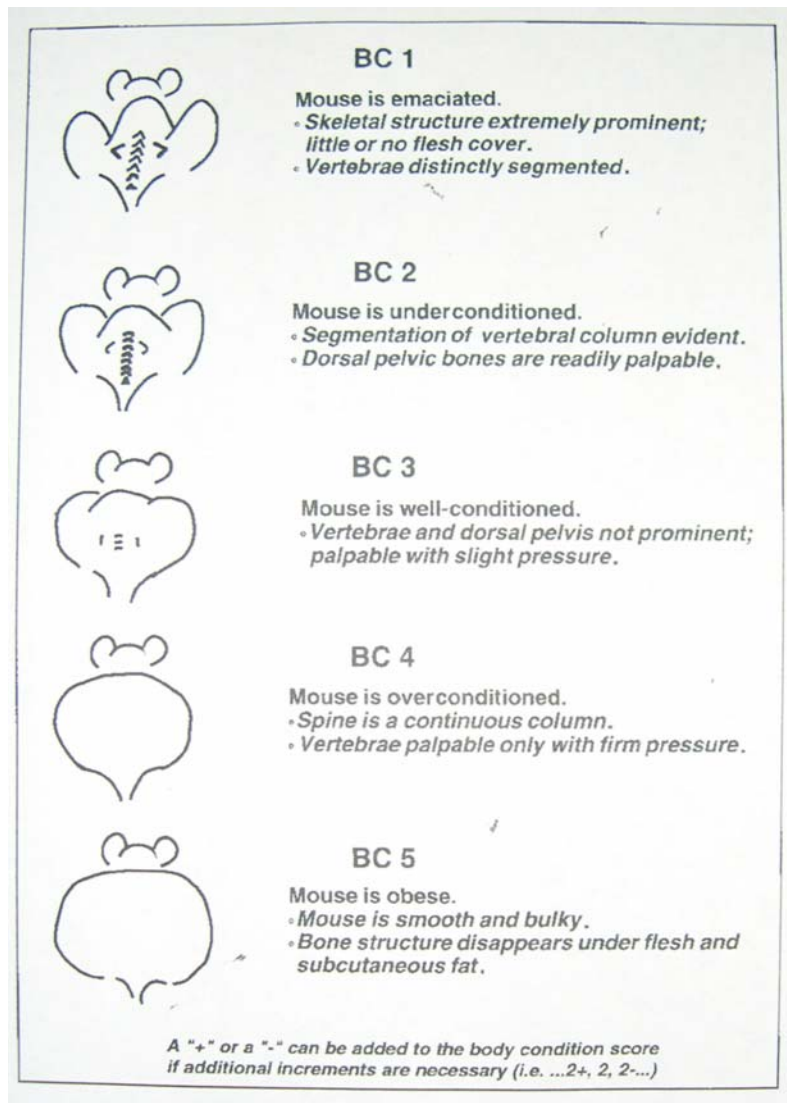 BC 1
Mouse is emaciated.
◦ Skeletal structure extremely prominent;
little or no flesh cover.
◦ Vertebrae distinctly segmented.
BC 2
Mouse is underconditioned.
◦ Segmentation of vertebral column evident.
◦ Dorsal pelvic bones are readily palpable.
BC 3
Mouse is well-conditioned.
◦ Vertebrae and dorsal pelvis not prominent;
palpable with slight pressure.
BC 4
Mouse is overconditioned.
◦ Spine is a continuous column.
◦ Vertebrae palpable only with firm pressure.
BC 5
Mouse is obese.
◦ Mouse is smooth and bulky.
◦ Bone structure disappears under flesh and
subcutaneous fat.
A "+" or a "-" can be added to the body condition score
if additional increments are necessary (i.e. ...2+, 2, 2-...)